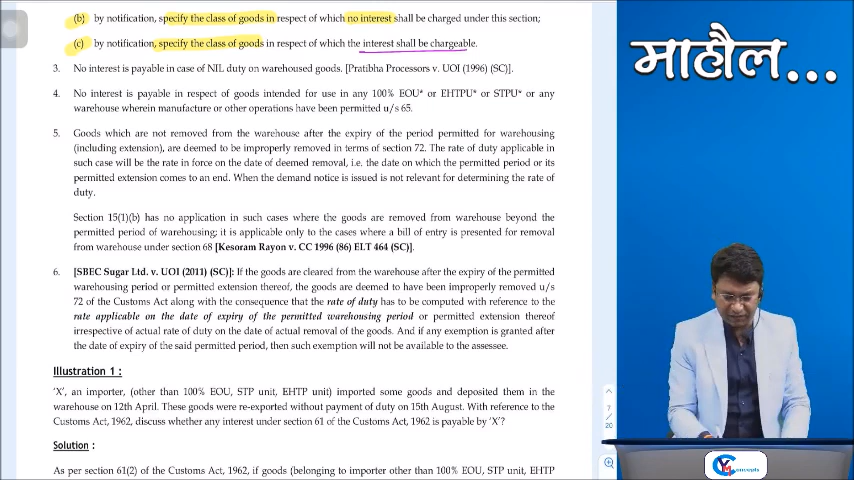 (b) by notification, specify the class of goods in respect of which no interest shall be charged under this section;
(c) by notification, specify the class of goods in respect of which the interest shall be chargeable.
3. No interest is payable in case of NIL duty on warehoused goods. [Pratibha Processors v. UOI (1996) (SC)].
4. No interest is payable in respect of goods intended for use in any 100% EOU* or EHTPU* or STPU* or any
warehouse wherein manufacture or other operations have been permitted u/s 65.
5. Goods which are not removed from the warehouse after the expiry of the period permitted for warehousing
(including extension), are deemed to be improperly removed in terms of section 72. The rate of duty applicable in
such case will be the rate in force on the date of deemed removal, i.e. the date on which the permitted period or its
permitted extension comes to an end. When the demand notice is issued is not relevant for determining the rate of
duty.
Section 15(1)(b) has no application in such cases where the goods are removed from warehouse beyond the
permitted period of warehousing; it is applicable only to the cases where a bill of entry is presented for removal
from warehouse under section 68 [Kesoram Rayon v. CC 1996 (86) ELT 464 (SC)].
6. [SBEC Sugar Ltd. v. UOI (2011) (SC)]: If the goods are cleared from the warehouse after the expiry of the permitted
warehousing period or permitted extension thereof, the goods are deemed to have been improperly removed u/s
72 of the Customs Act along with the consequence that the rate of duty has to be computed with reference to the
rate applicable on the date of expiry of the permitted warehousing period or permitted extension thereof
irrespective of actual rate of duty on the date of actual removal of the goods. And if any exemption is granted after
the date of expiry of the said permitted period, then such exemption will not be available to the assessee.
Illustration 1 :
'X', an importer, (other than 100% EOU, STP unit, EHTP unit) imported some goods and deposited them in the
warehouse on 12th April. These goods were re-exported without payment of duty on 15th August. With reference to the
Customs Act, 1962, discuss whether any interest under section 61 of the Customs Act, 1962 is payable by 'X'?
Solution :
As per section 61(2) of the Customs Act, 1962, if goods (belonging to importer other than 100% EOU, STP unit, EHTP
माहौल...
7
20
YM
concepts